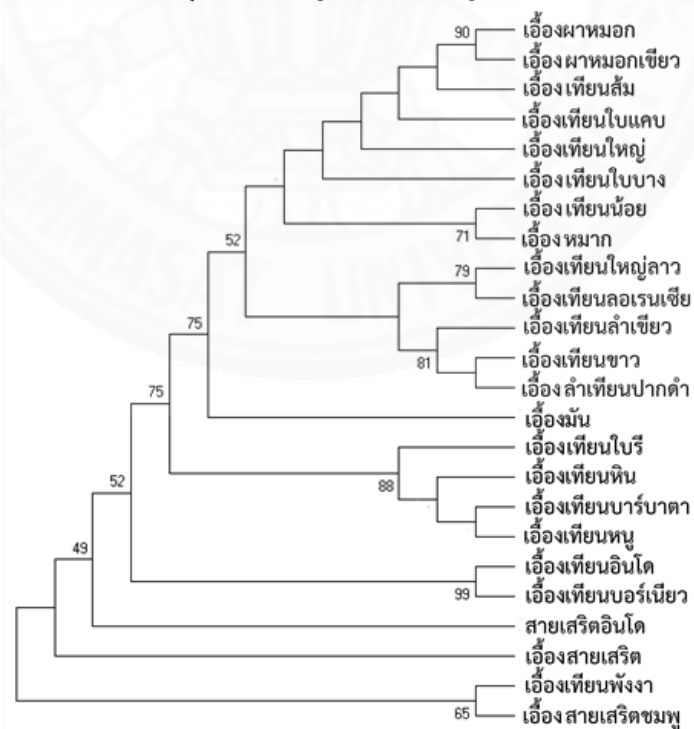 90
เอื้องผาหมอก
เอื้องผาหมอกเขียว
เอื้องเทียนส้ม
เอื้องเทียนใบแคบ
เอื้องเทียนใหญ่
เอื้องเทียนใบบาง
เอื้องเทียนน้อย
71
เอื้องหมาก
52
79
เอื้องเทียนใหญ่ลาว
เอื้องเทียนลอเรนเซีย
75
เอื้องเทียนลำเขียว
81
เอื้องเทียนขาว
เอื้องลำเทียนปากดำ
75
เอื้องมัน
เอื้องเทียนใบรี
52
88
เอื้องเทียนหิน
เอื้องเทียนบาร์บาตา
เอื้องเทียนหนู
49
เอื้องเทียนอินโด
99
เอื้องเทียนบอร์เนียว
สายเสริตอินโด
เอื้องสายเสริต
เอื้องเทียนพังงา
65
เอื้องสายเสริตชมพู